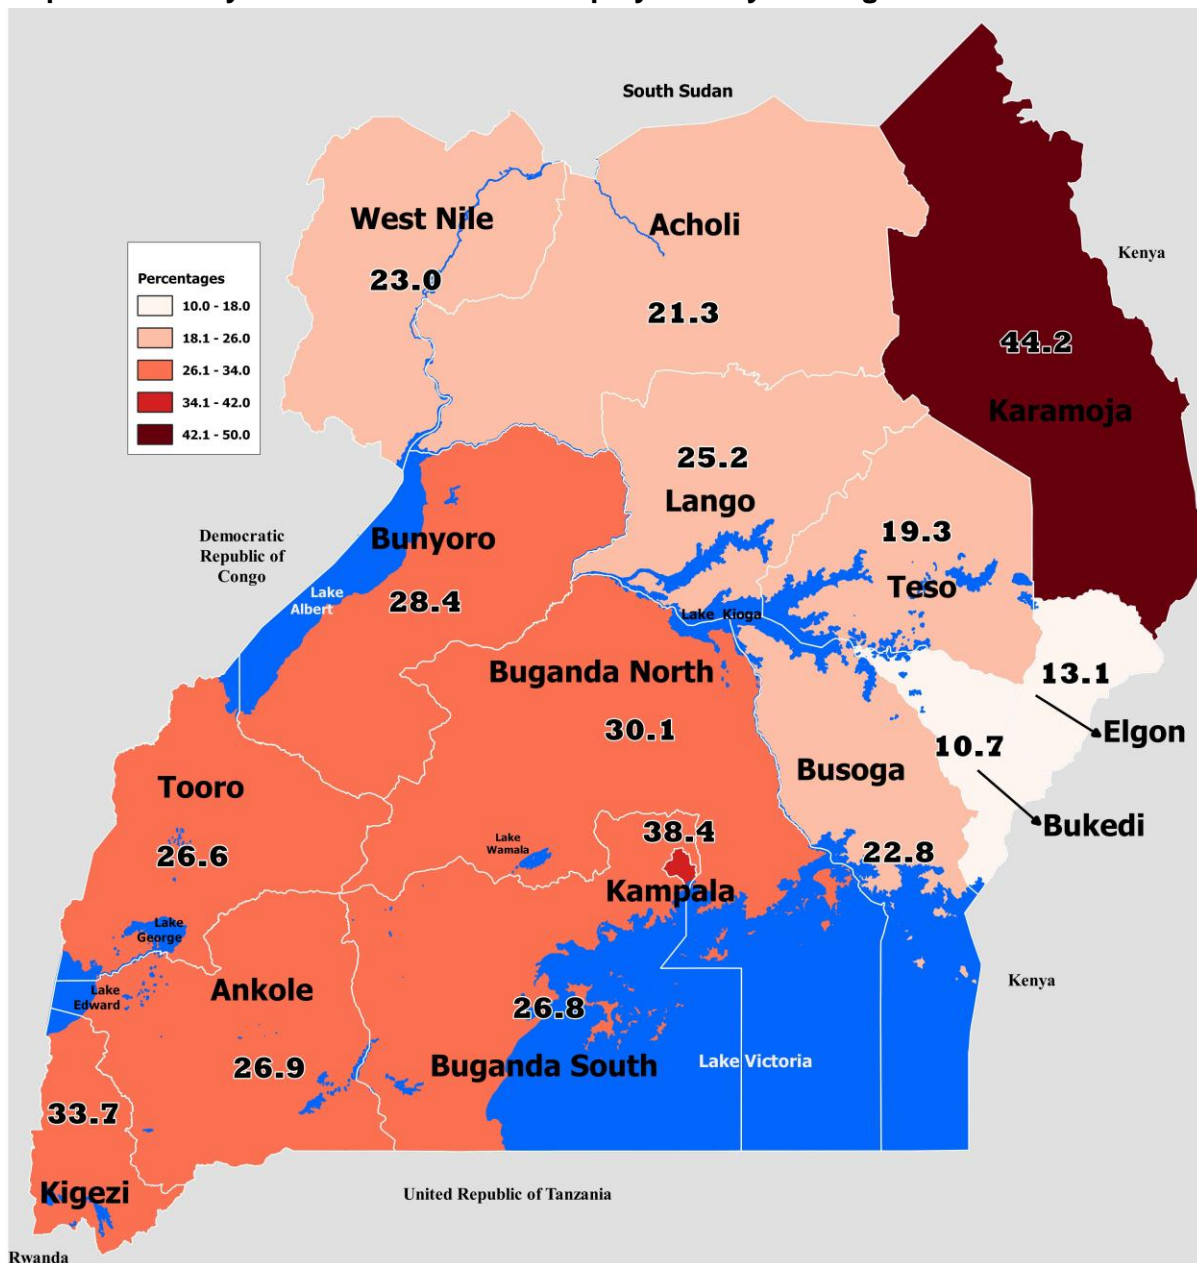 South Sudan
West Nile
Acholi
Kenya
23.0
21.3
Percentages
10.0 - 18.0
18.1 - 26.0
26.1 - 34.0
34.1 - 42.0
42.1 - 50.0
44.2
Karamoja
25.2
Lango
Democratic
Republic of
Congo
Bunyoro
19.3
Teso
Lake
Albert
28.4
Lake Kioga
Buganda North
13.1
30.1
Elgon
10.7
Busoga
Tooro
Bukedi
26.6
Lake
Wamala
38.4
Kampala
22.8
Lake
George
Lake
Edward
Ankole
Kenya
26.8
26.9
Buganda South
Lake Victoria
33.7
Kigezi
United Republic of Tanzania
Rwanda